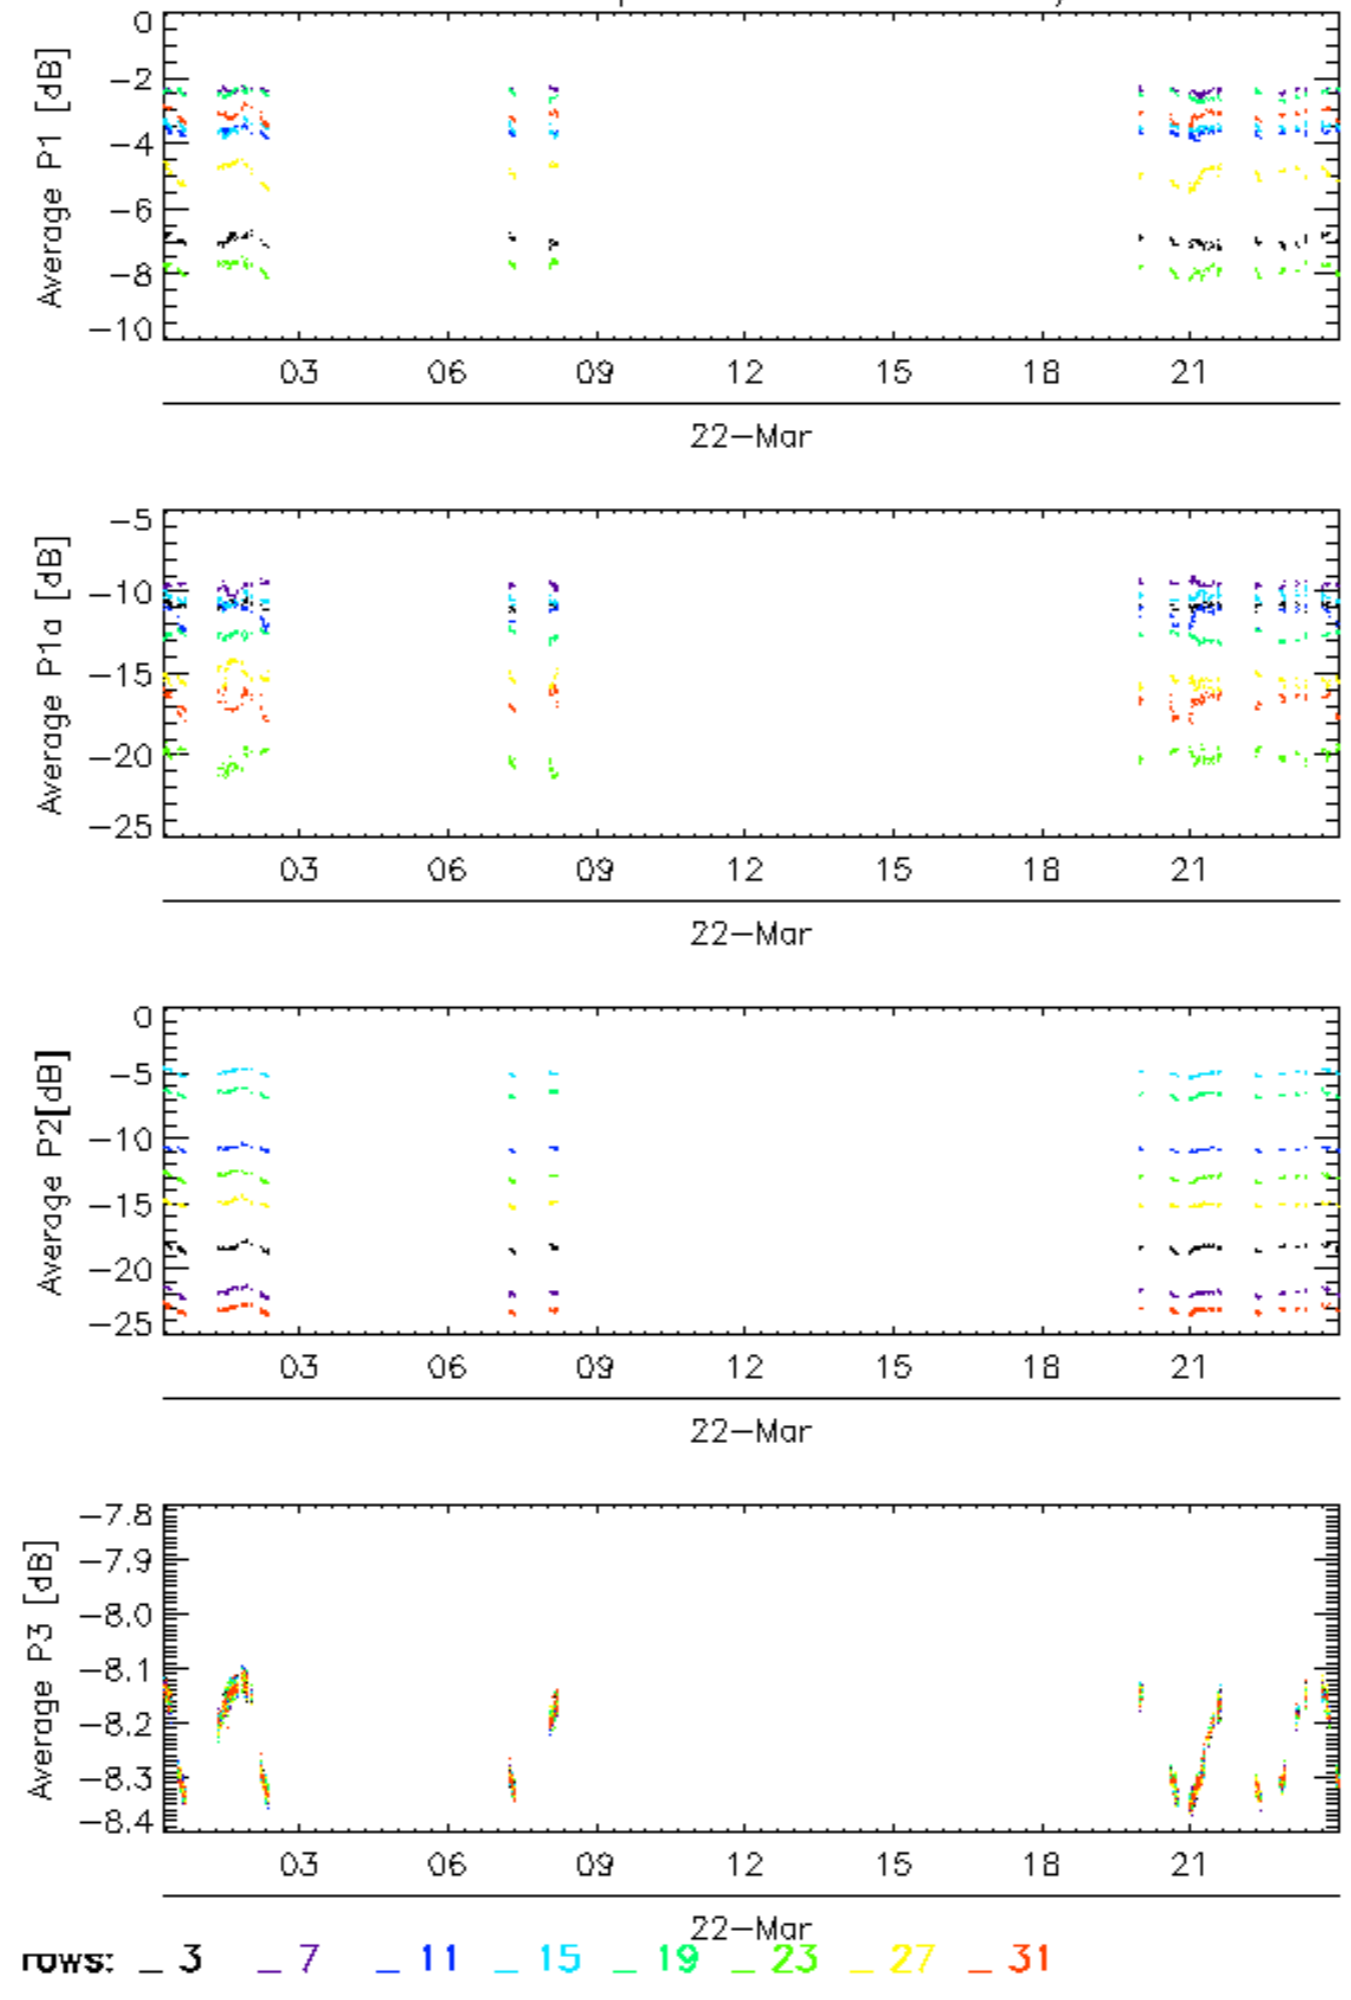 0
−2
−4
−6
−8
−10
Average P1 [dB]
03 06 09 12 15 18 21
22−Mar
−5
−10
−15
−20
−25
Average P1a [dB]
03 06 09 12 15 18 21
22−Mar
0
−5
−10
−15
−20
−25
Average P2[dB]
03 06 09 12 15 18 21
22−Mar
−7.8
−7.9
−8.0
−8.1
−8.2
−8.3
−8.4
Average P3 [dB]
03 06 09 12 15 18 21
22−Mar
rows: _ 3 _ 7 _ 11 _ 15 _ 19 _ 23 _ 27 _ 31